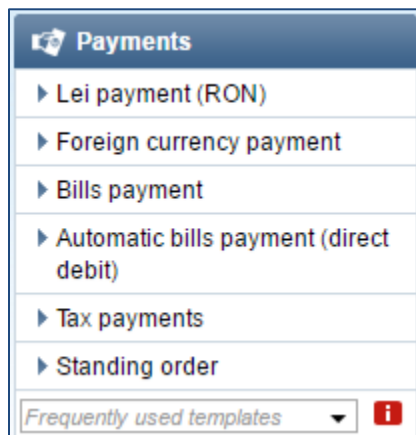 Payments
Lei payment (RON)
Foreign currency payment
Bills payment
Automatic bills payment (direct
debit)
Tax payments
Standing order
Frequently used templates
i